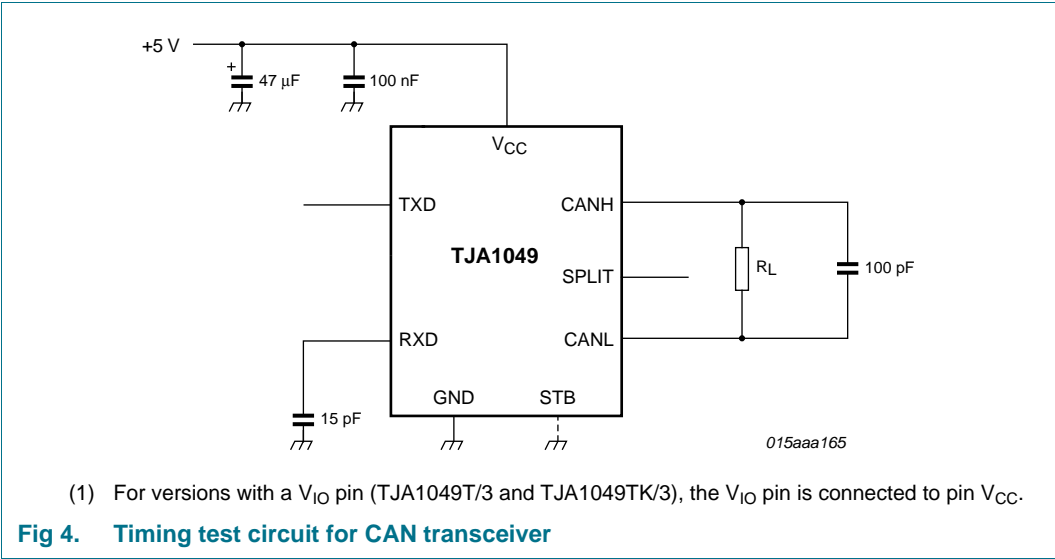 +5 V
+
47 μF
100 nF
VCC
TXD
CANH
TJA1049
SPLIT
RL
100 pF
RXD
CANL
GND
STB
15 pF
015aaa165
(1) For versions with a VIO pin (TJA1049T/3 and TJA1049TK/3), the VIO pin is connected to pin VCC.
Fig 4. Timing test circuit for CAN transceiver